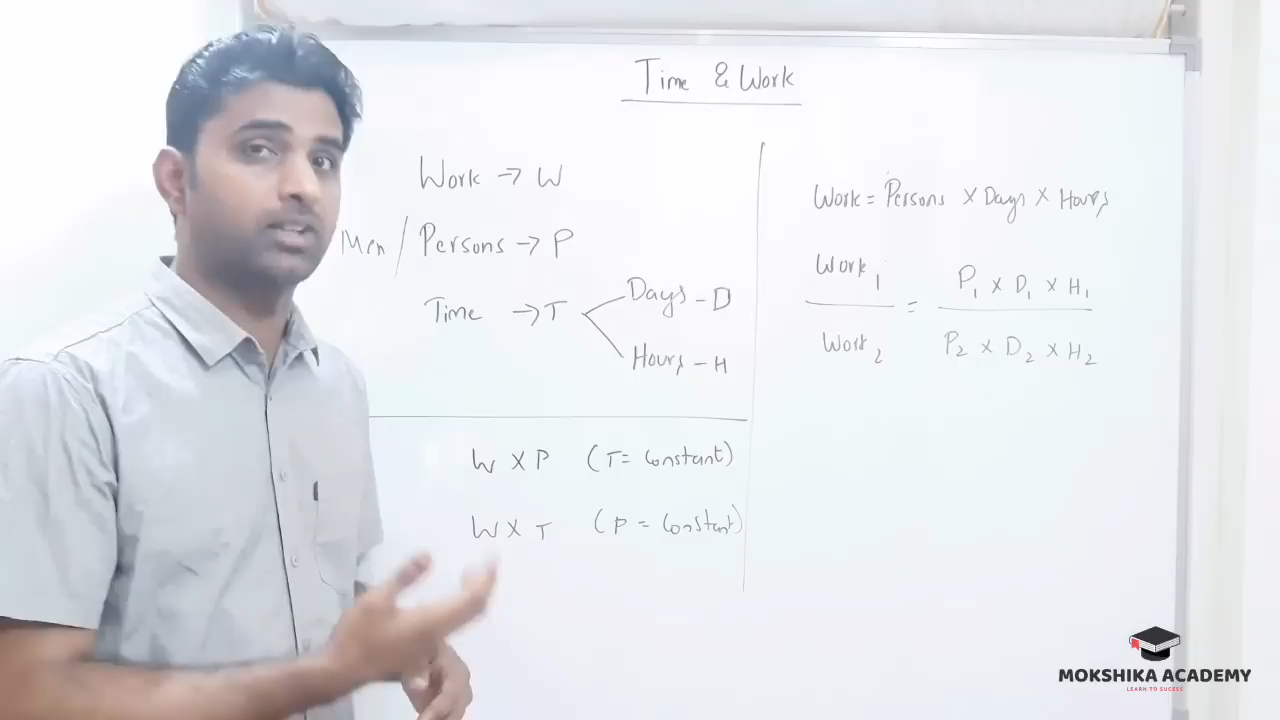 Time & Work
Work → W
Men / Persons → P
Time → T
Days - D
Hours - H
W X P (T = Constant)
W X T (P = Constant)
Work = Persons × Days × Hours
Work₁ / Work₂ = P₁ × D₁ × H₁ / P₂ × D₂ × H₂
MOKSHIKA ACADEMY
LEARN TO SUCESS